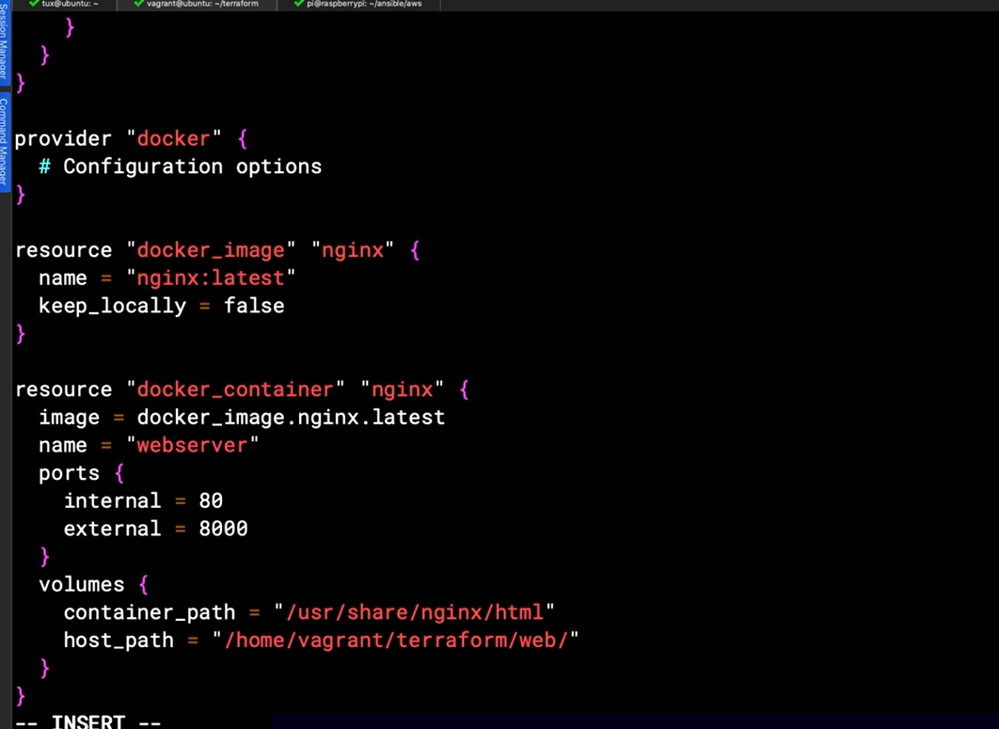 tux@ubuntu: ~
vagrant@ubuntu: ~/terraform
pi@raspberrypi: ~/ansible/aws
Session Manager
Command Manager
    }
  }
}

provider "docker" {
  # Configuration options
}

resource "docker_image" "nginx" {
  name = "nginx:latest"
  keep_locally = false
}

resource "docker_container" "nginx" {
  image = docker_image.nginx.latest
  name = "webserver"
  ports {
    internal = 80
    external = 8000
  }
  volumes {
    container_path = "/usr/share/nginx/html"
    host_path = "/home/vagrant/terraform/web/"
  }
}
-- INSERT --